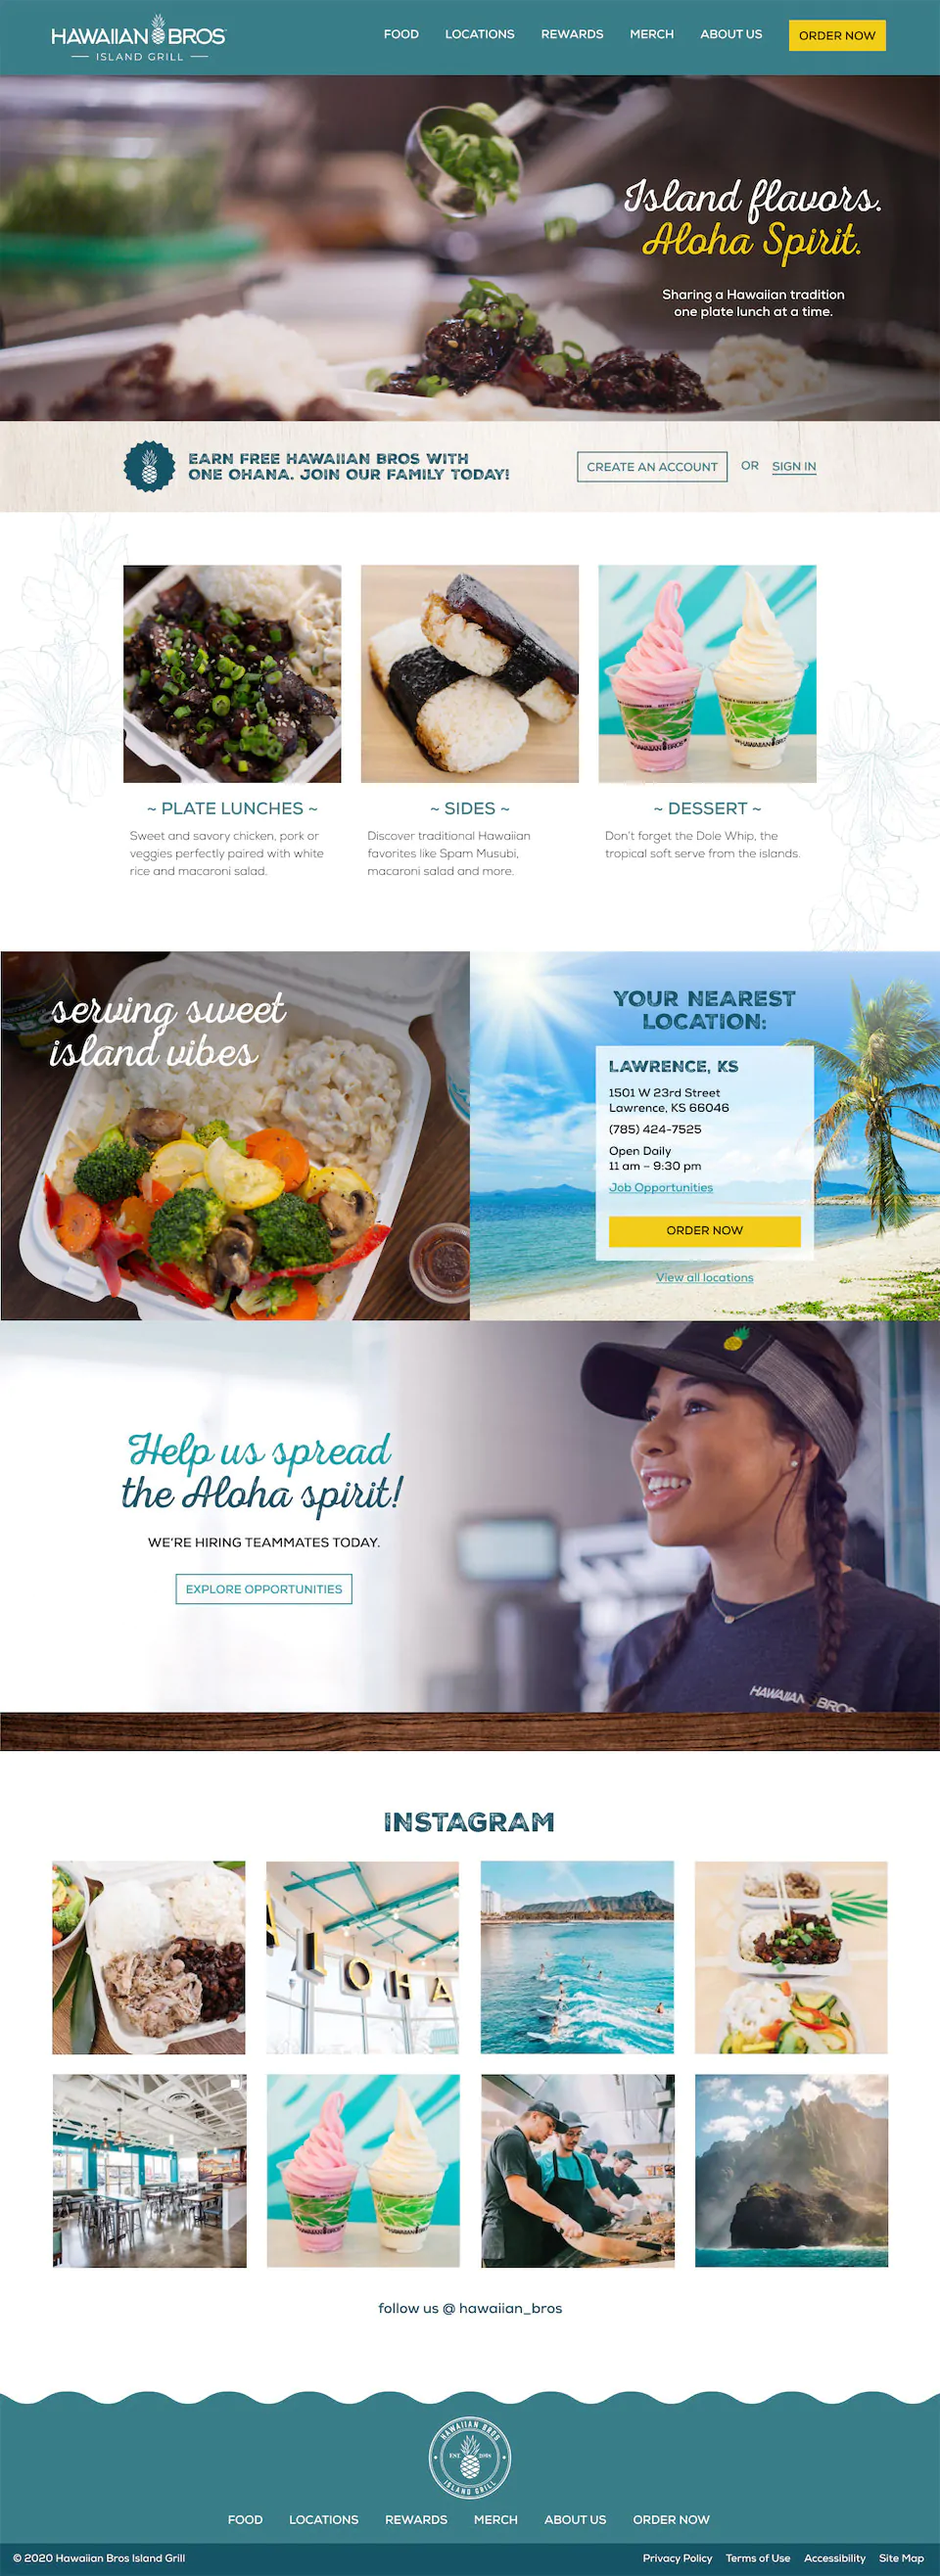 HAWAIIAN BROS
ISLAND GRILL
FOOD
LOCATIONS
REWARDS
MERCH
ABOUT US
ORDER NOW
Island flavors.
Aloha Spirit.
Sharing a Hawaiian tradition
one plate lunch at a time.
EARN FREE HAWAIIAN BROS WITH
ONE OHANA. JOIN OUR FAMILY TODAY!
CREATE AN ACCOUNT
OR
SIGN IN
HAWAIIAN BROS
HAWAIIAN BROS
~ PLATE LUNCHES ~
Sweet and savory chicken, pork or
veggies perfectly paired with white
rice and macaroni salad.
~ SIDES ~
Discover traditional Hawaiian
favorites like Spam Musubi,
macaroni salad and more.
~ DESSERT ~
Don't forget the Dole Whip, the
tropical soft serve from the islands.
serving sweet
island vibes
YOUR NEAREST
LOCATION:
LAWRENCE, KS
1501 W 23rd Street
Lawrence, KS 66046
(785) 424-7525
Open Daily
11 am – 9:30 pm
Job Opportunities
ORDER NOW
View all locations
Help us spread
the Aloha spirit!
WE'RE HIRING TEAMMATES TODAY.
EXPLORE OPPORTUNITIES
HAWAIIAN BROS
INSTAGRAM
ALOHA
HAWAIIAN BROS
HAWAIIAN BROS
follow us @ hawaiian_bros
HAWAIIAN BROS
EST. 2018
ISLAND GRILL
FOOD
LOCATIONS
REWARDS
MERCH
ABOUT US
ORDER NOW
© 2020 Hawaiian Bros Island Grill
Privacy Policy
Terms of Use
Accessibility
Site Map